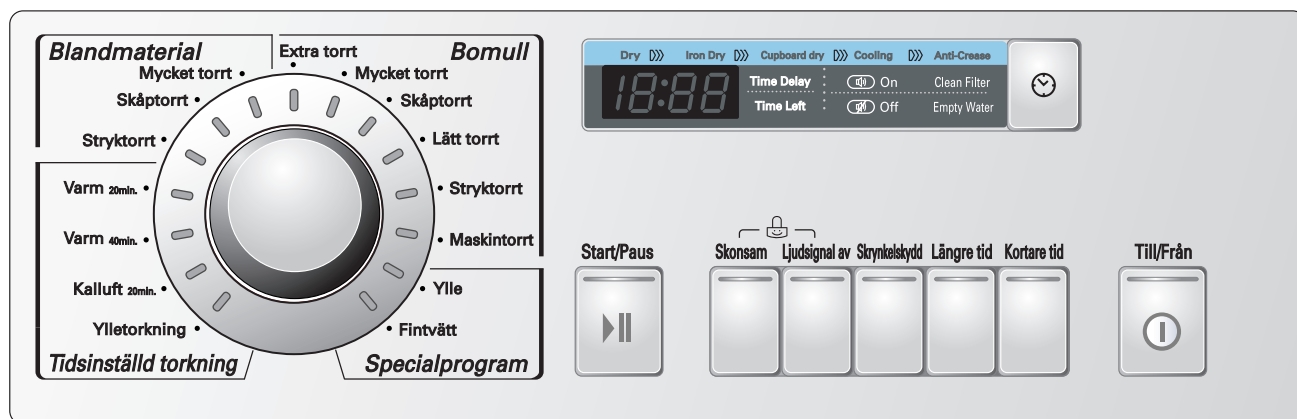 Blandmaterial
Extra torrt
Bomull
Mycket torrt
Mycket torrt
Skåptorrt
Skåptorrt
Stryktorrt
Lätt torrt
Varm 20min.
Stryktorrt
Varm 40min.
Maskintorrt
Kalluft 20min.
Ylle
Ylletorkning
Fintvätt
Tidsinställd torkning
Specialprogram
Dry Iron Dry Cupboard dry Cooling Anti-Crease
18:88
Time Delay
On
Clean Filter
Time Left
Off
Empty Water
Start/Paus
Skonsam
Ljudsignal av
Skrynkelskydd
Längre tid
Kortare tid
Till/Från